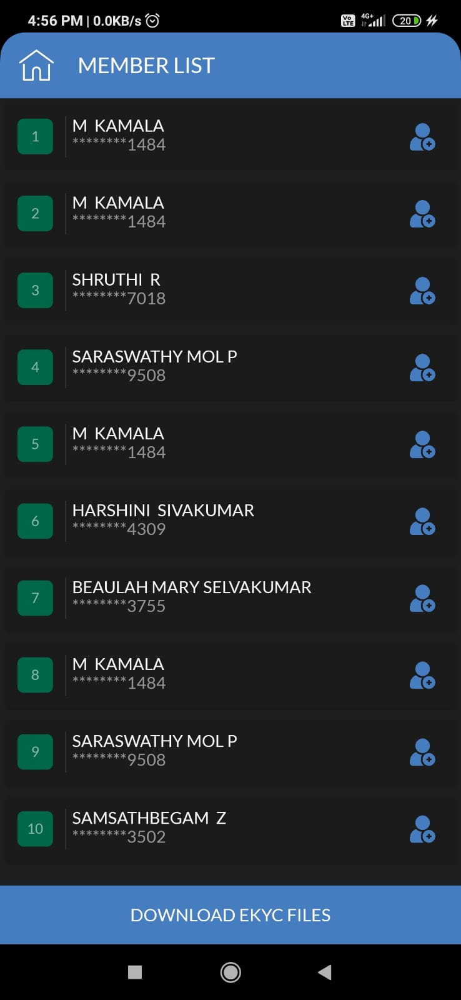 4:56 PM | 0.0KB/s
Vo LTE 4G+ 20
MEMBER LIST
1
M KAMALA
********1484
2
M KAMALA
********1484
3
SHRUTHI R
********7018
4
SARASWATHY MOL P
********9508
5
M KAMALA
********1484
6
HARSHINI SIVAKUMAR
********4309
7
BEAULAH MARY SELVAKUMAR
********3755
8
M KAMALA
********1484
9
SARASWATHY MOL P
********9508
10
SAMSATHBEGAM Z
********3502
DOWNLOAD EKYC FILES